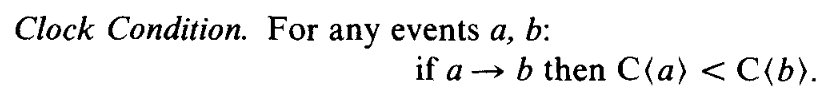 Clock Condition. For any events a, b:
if a → b then C⟨a⟩ < C⟨b⟩.